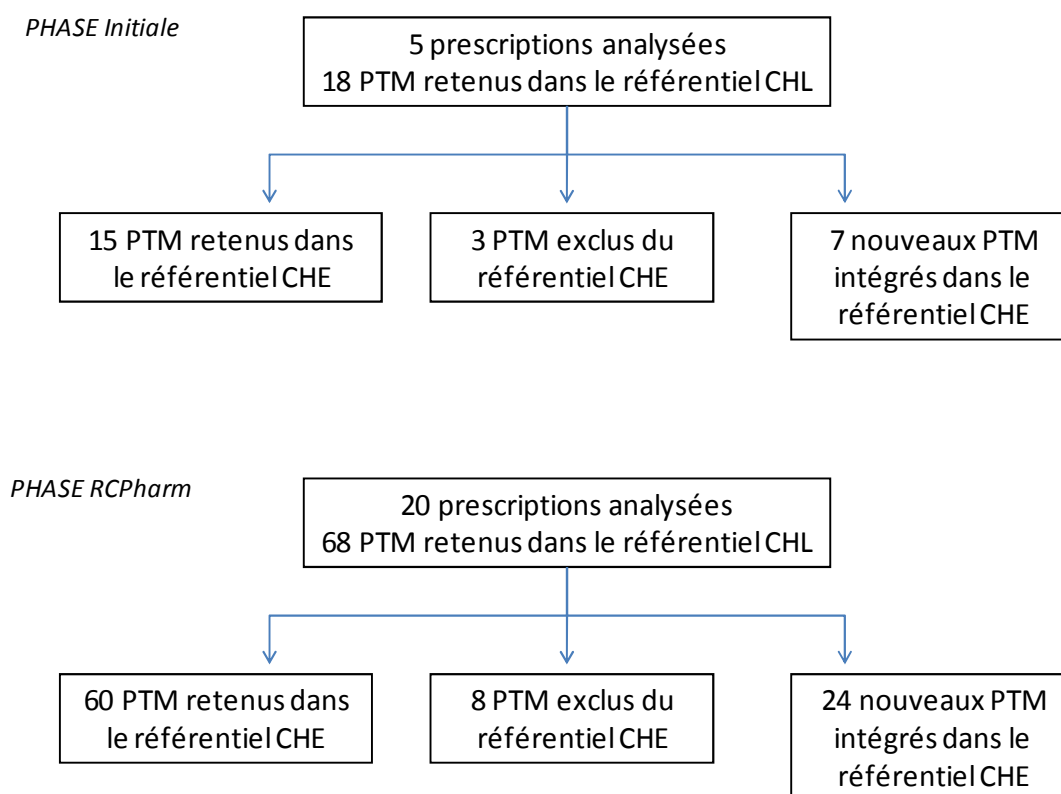 PHASE Initiale
5 prescriptions analysées
18 PTM retenus dans le référentiel CHL
15 PTM retenus dans
le référentiel CHE
3 PTM exclus du
référentiel CHE
7 nouveaux PTM
intégrés dans le
référentiel CHE
PHASE RCPharm
20 prescriptions analysées
68 PTM retenus dans le référentiel CHL
60 PTM retenus dans
le référentiel CHE
8 PTM exclus du
référentiel CHE
24 nouveaux PTM
intégrés dans le
référentiel CHE